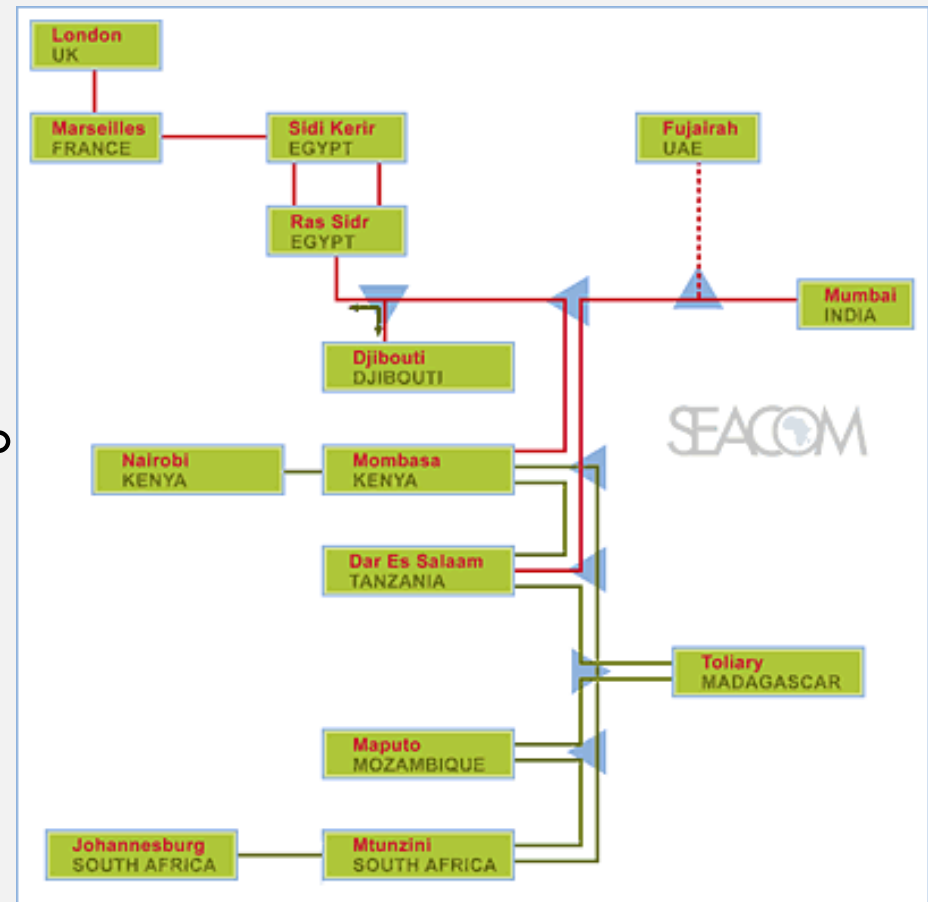 London
UK
Marseilles
FRANCE
Sidi Kerir
EGYPT
Fujairah
UAE
Ras Sidr
EGYPT
Mumbai
INDIA
Djibouti
DJIBOUTI
SEACOM
Nairobi
KENYA
Mombasa
KENYA
Dar Es Salaam
TANZANIA
Toliary
MADAGASCAR
Maputo
MOZAMBIQUE
Johannesburg
SOUTH AFRICA
Mtunzini
SOUTH AFRICA